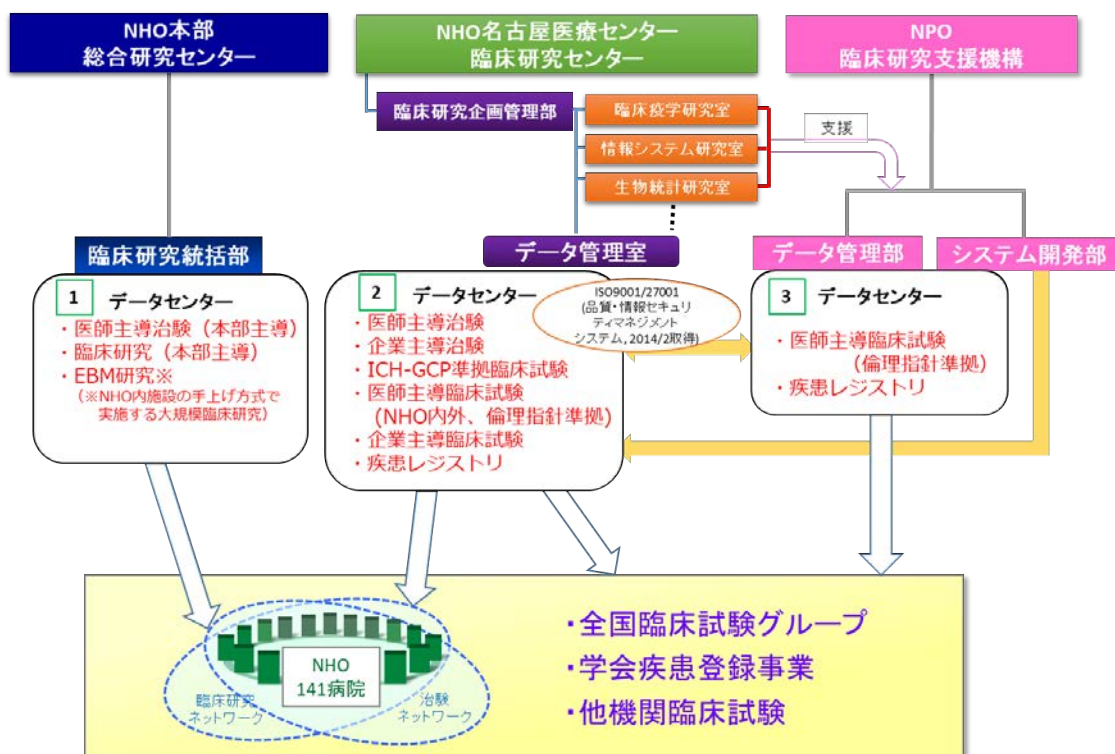 NHO本部
総合研究センター
NHO名古屋医療センター
臨床研究センター
NPO
臨床研究支援機構
臨床研究企画管理部
臨床疫学研究室
情報システム研究室
生物統計研究室
支援
臨床研究統括部
データ管理室
データ管理部
システム開発部
1 データセンター
・医師主導治験（本部主導）
・臨床研究（本部主導）
・EBM研究※
（※NHO内施設の手上げ方式で
実施する大規模臨床研究）
2 データセンター
・医師主導治験
・企業主導治験
・ICH-GCP準拠臨床試験
・医師主導臨床試験
(NHO内外、倫理指針準拠)
・企業主導臨床試験
・疾患レジストリ
ISO9001/27001
(品質・情報セキュリ
ティマネジメント
システム, 2014/2取得)
3 データセンター
・医師主導臨床試験
(倫理指針準拠)
・疾患レジストリ
NHO
141病院
臨床研究
ネットワーク
治験
ネットワーク
・全国臨床試験グループ
・学会疾患登録事業
・他機関臨床試験